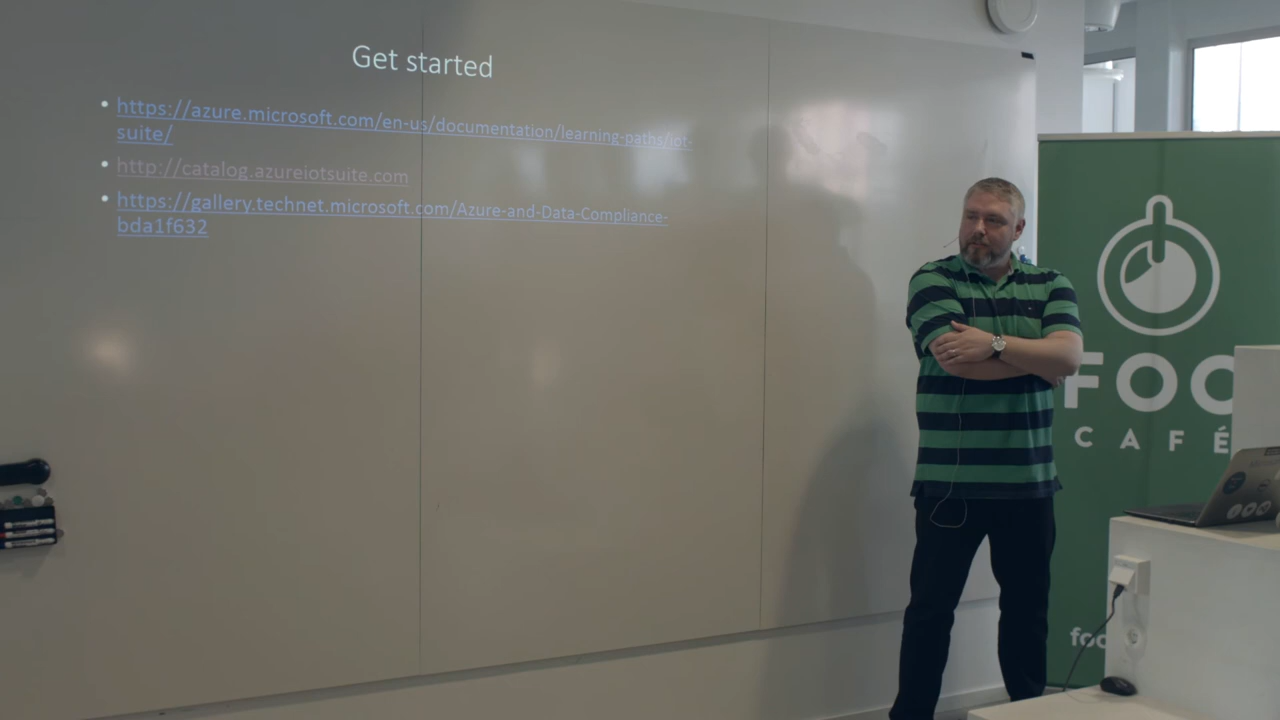 Get started
• https://azure.microsoft.com/en-us/documentation/learning-paths/iot-
suite/
• http://catalog.azureiotsuite.com
• https://gallery.technet.microsoft.com/Azure-and-Data-Compliance-
bda1f632
FOO
CAFÉ
foo